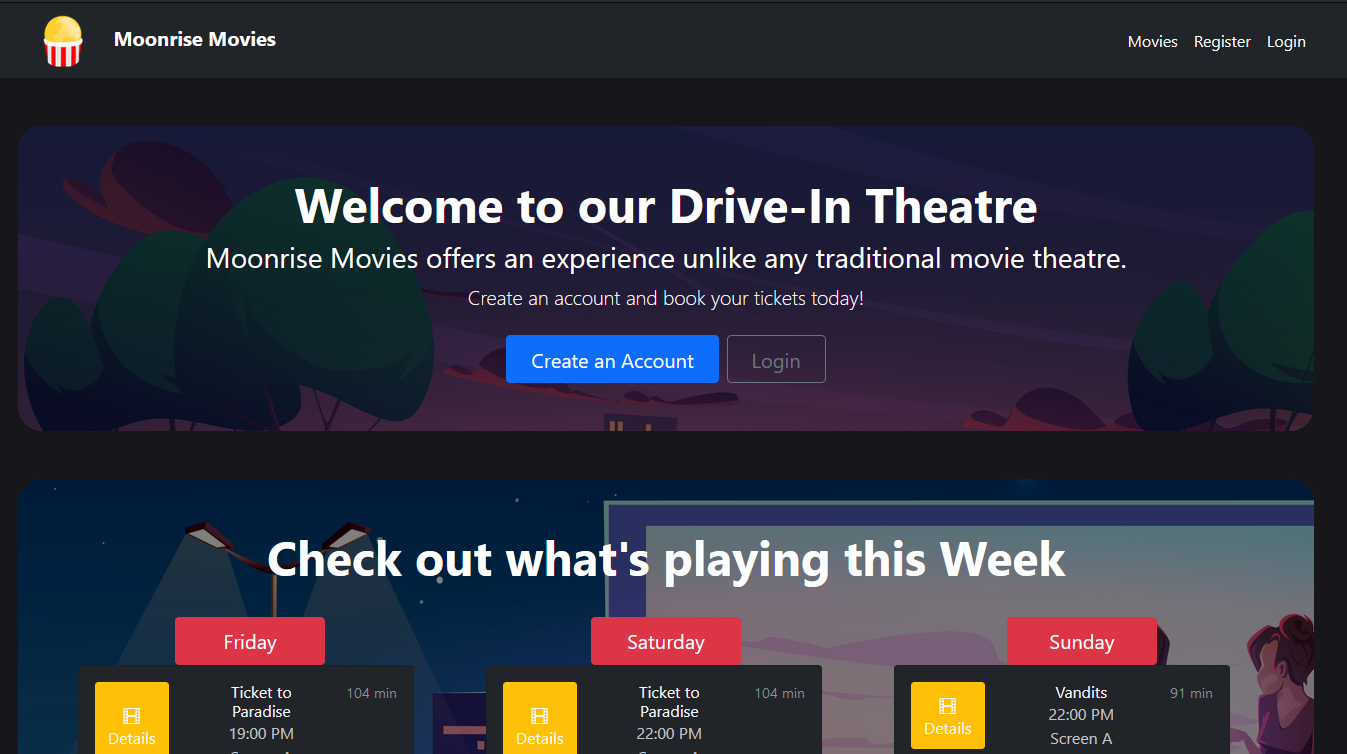 Moonrise Movies
Movies Register Login
Welcome to our Drive-In Theatre
Moonrise Movies offers an experience unlike any traditional movie theatre.
Create an account and book your tickets today!
Create an Account Login
Check out what's playing this Week
Friday
Details
Ticket to
Paradise
19:00 PM
104 min
Saturday
Details
Ticket to
Paradise
22:00 PM
104 min
Sunday
Details
Vandits
22:00 PM
Screen A
91 min